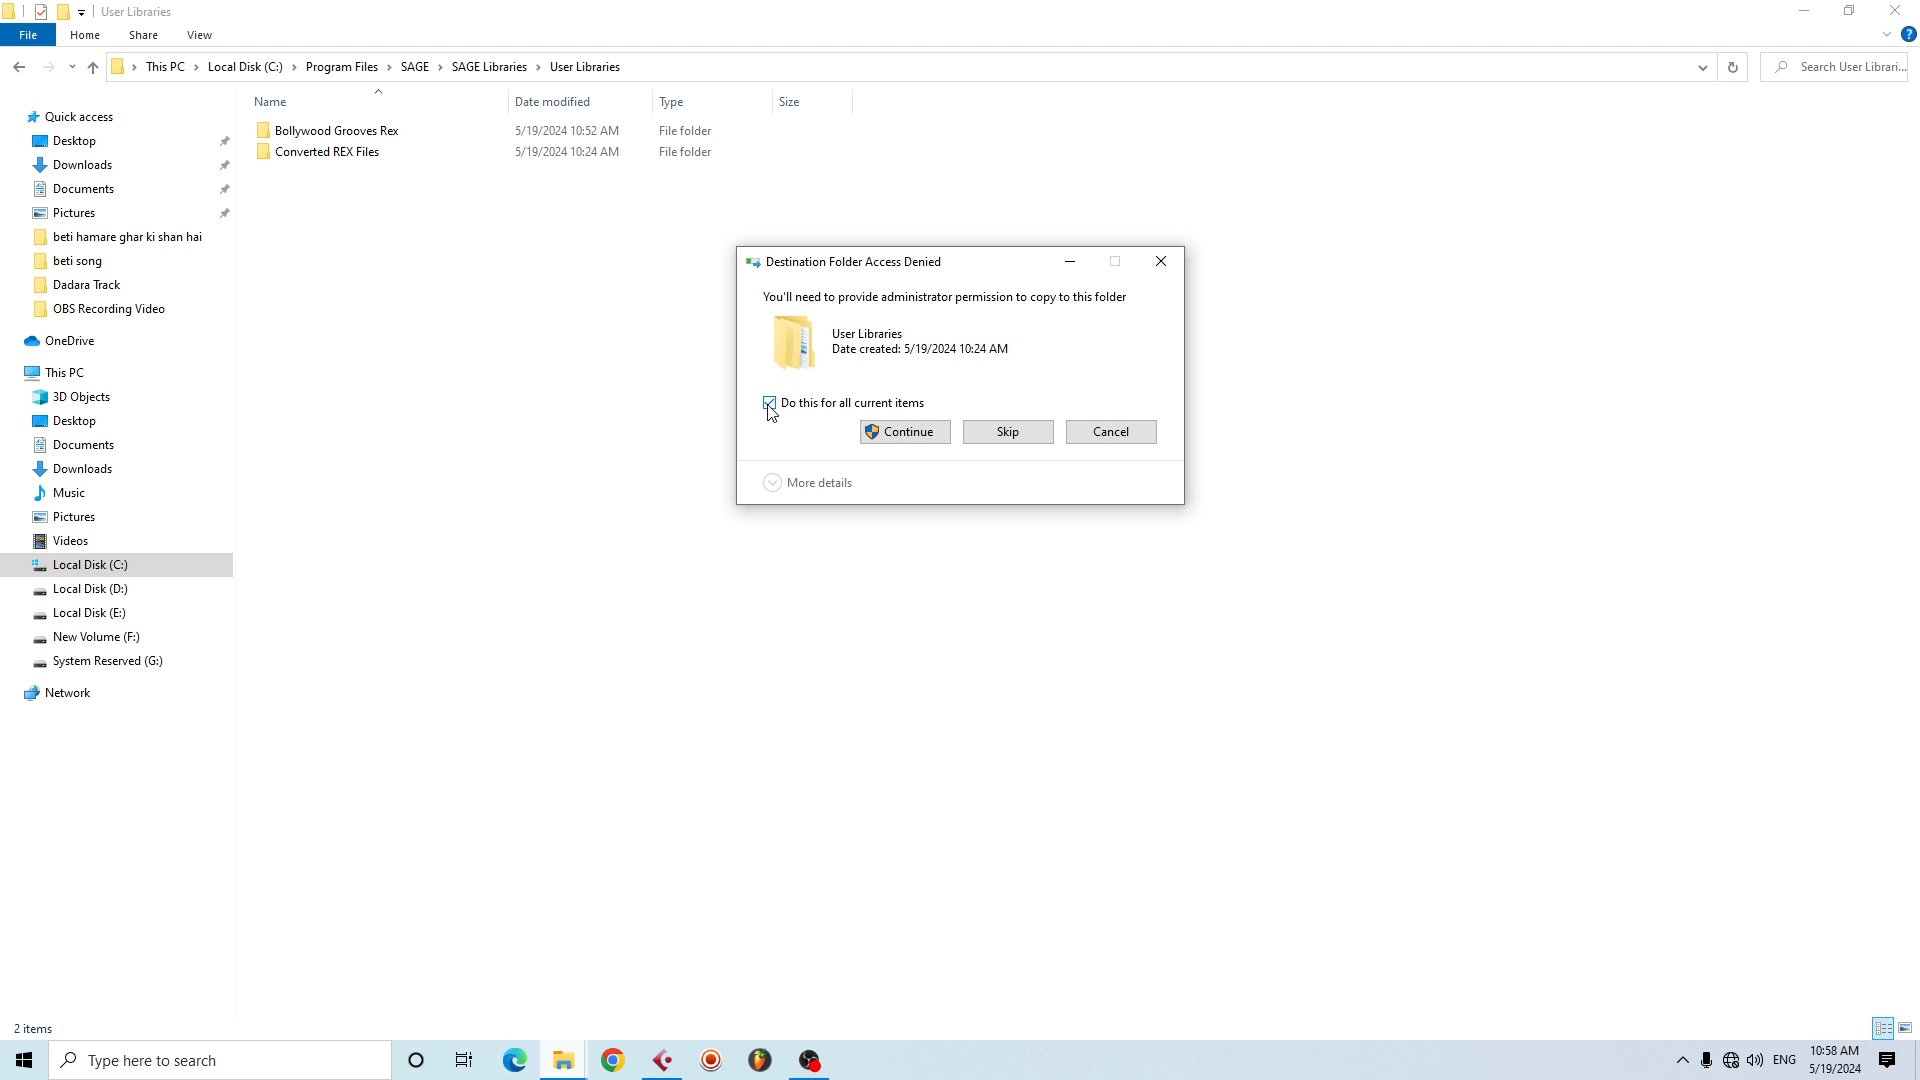 User Libraries
File Home Share View
This PC Local Disk (C:) Program Files SAGE SAGE Libraries User Libraries
Search User Librari...
Name Date modified Type Size
Bollywood Grooves Rex 5/19/2024 10:52 AM File folder
Converted REX Files 5/19/2024 10:24 AM File folder
Quick access
Desktop
Downloads
Documents
Pictures
beti hamare ghar ki shan hai
beti song
Dadara Track
OBS Recording Video
OneDrive
This PC
3D Objects
Desktop
Documents
Downloads
Music
Pictures
Videos
Local Disk (C:)
Local Disk (D:)
Local Disk (E:)
New Volume (F:)
System Reserved (G:)
Network
Destination Folder Access Denied
You'll need to provide administrator permission to copy to this folder
User Libraries
Date created: 5/19/2024 10:24 AM
Do this for all current items
Continue Skip Cancel
More details
2 items
Type here to search
ENG
10:58 AM
5/19/2024